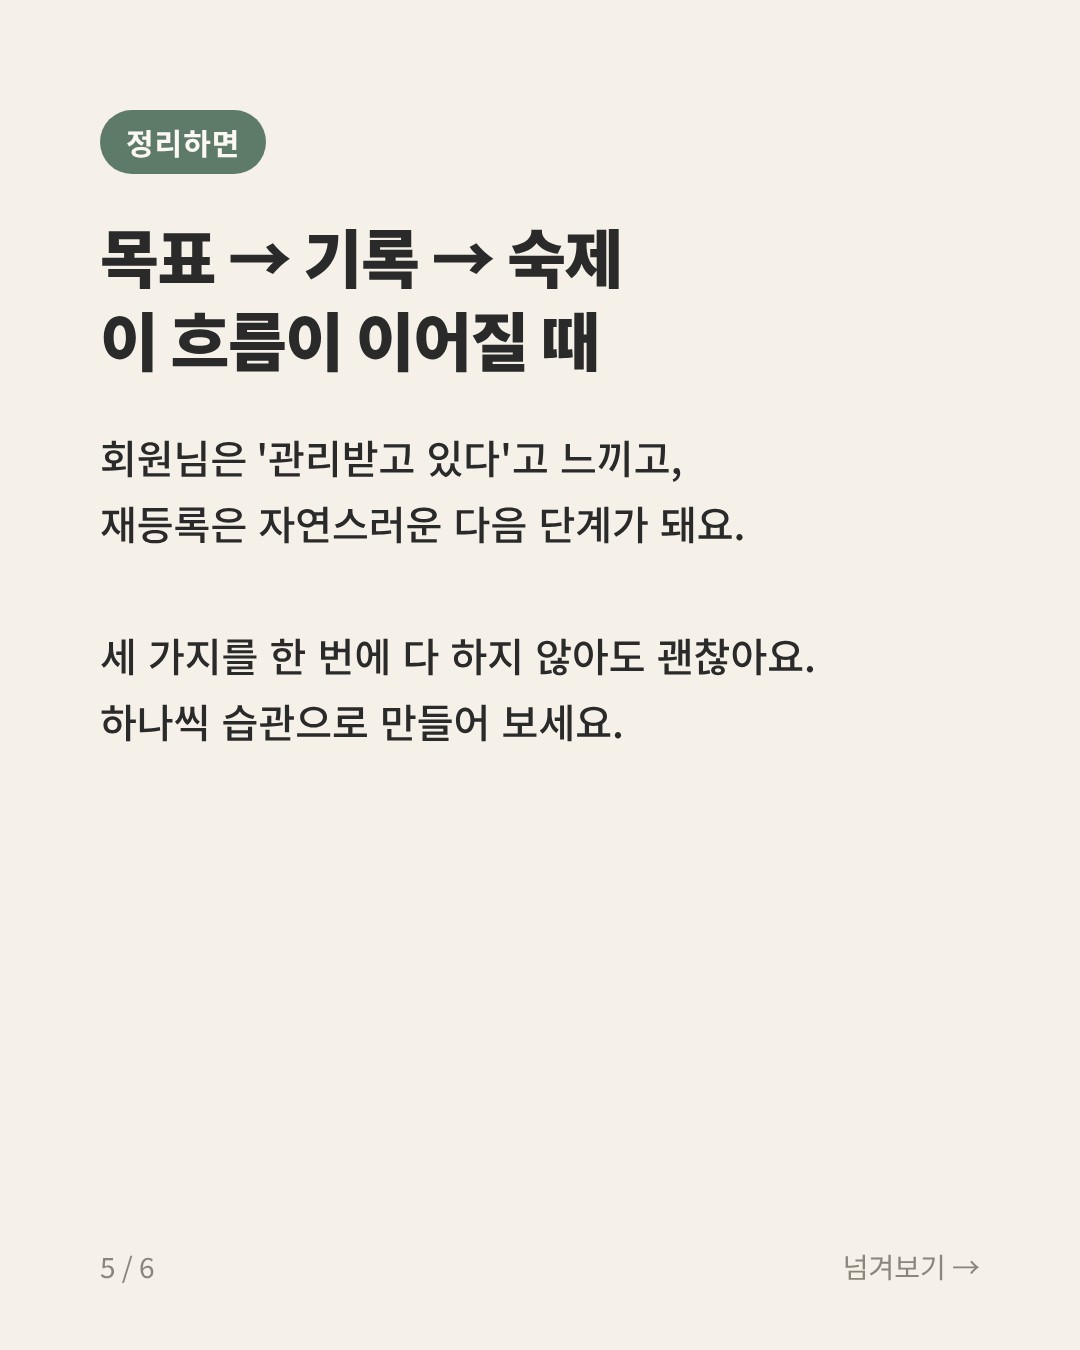 정리하면
목표 → 기록 → 숙제
이 흐름이 이어질 때
회원님은 '관리받고 있다'고 느끼고,
재등록은 자연스러운 다음 단계가 돼요.
세 가지를 한 번에 다 하지 않아도 괜찮아요.
하나씩 습관으로 만들어 보세요.
5 / 6
넘겨보기 →